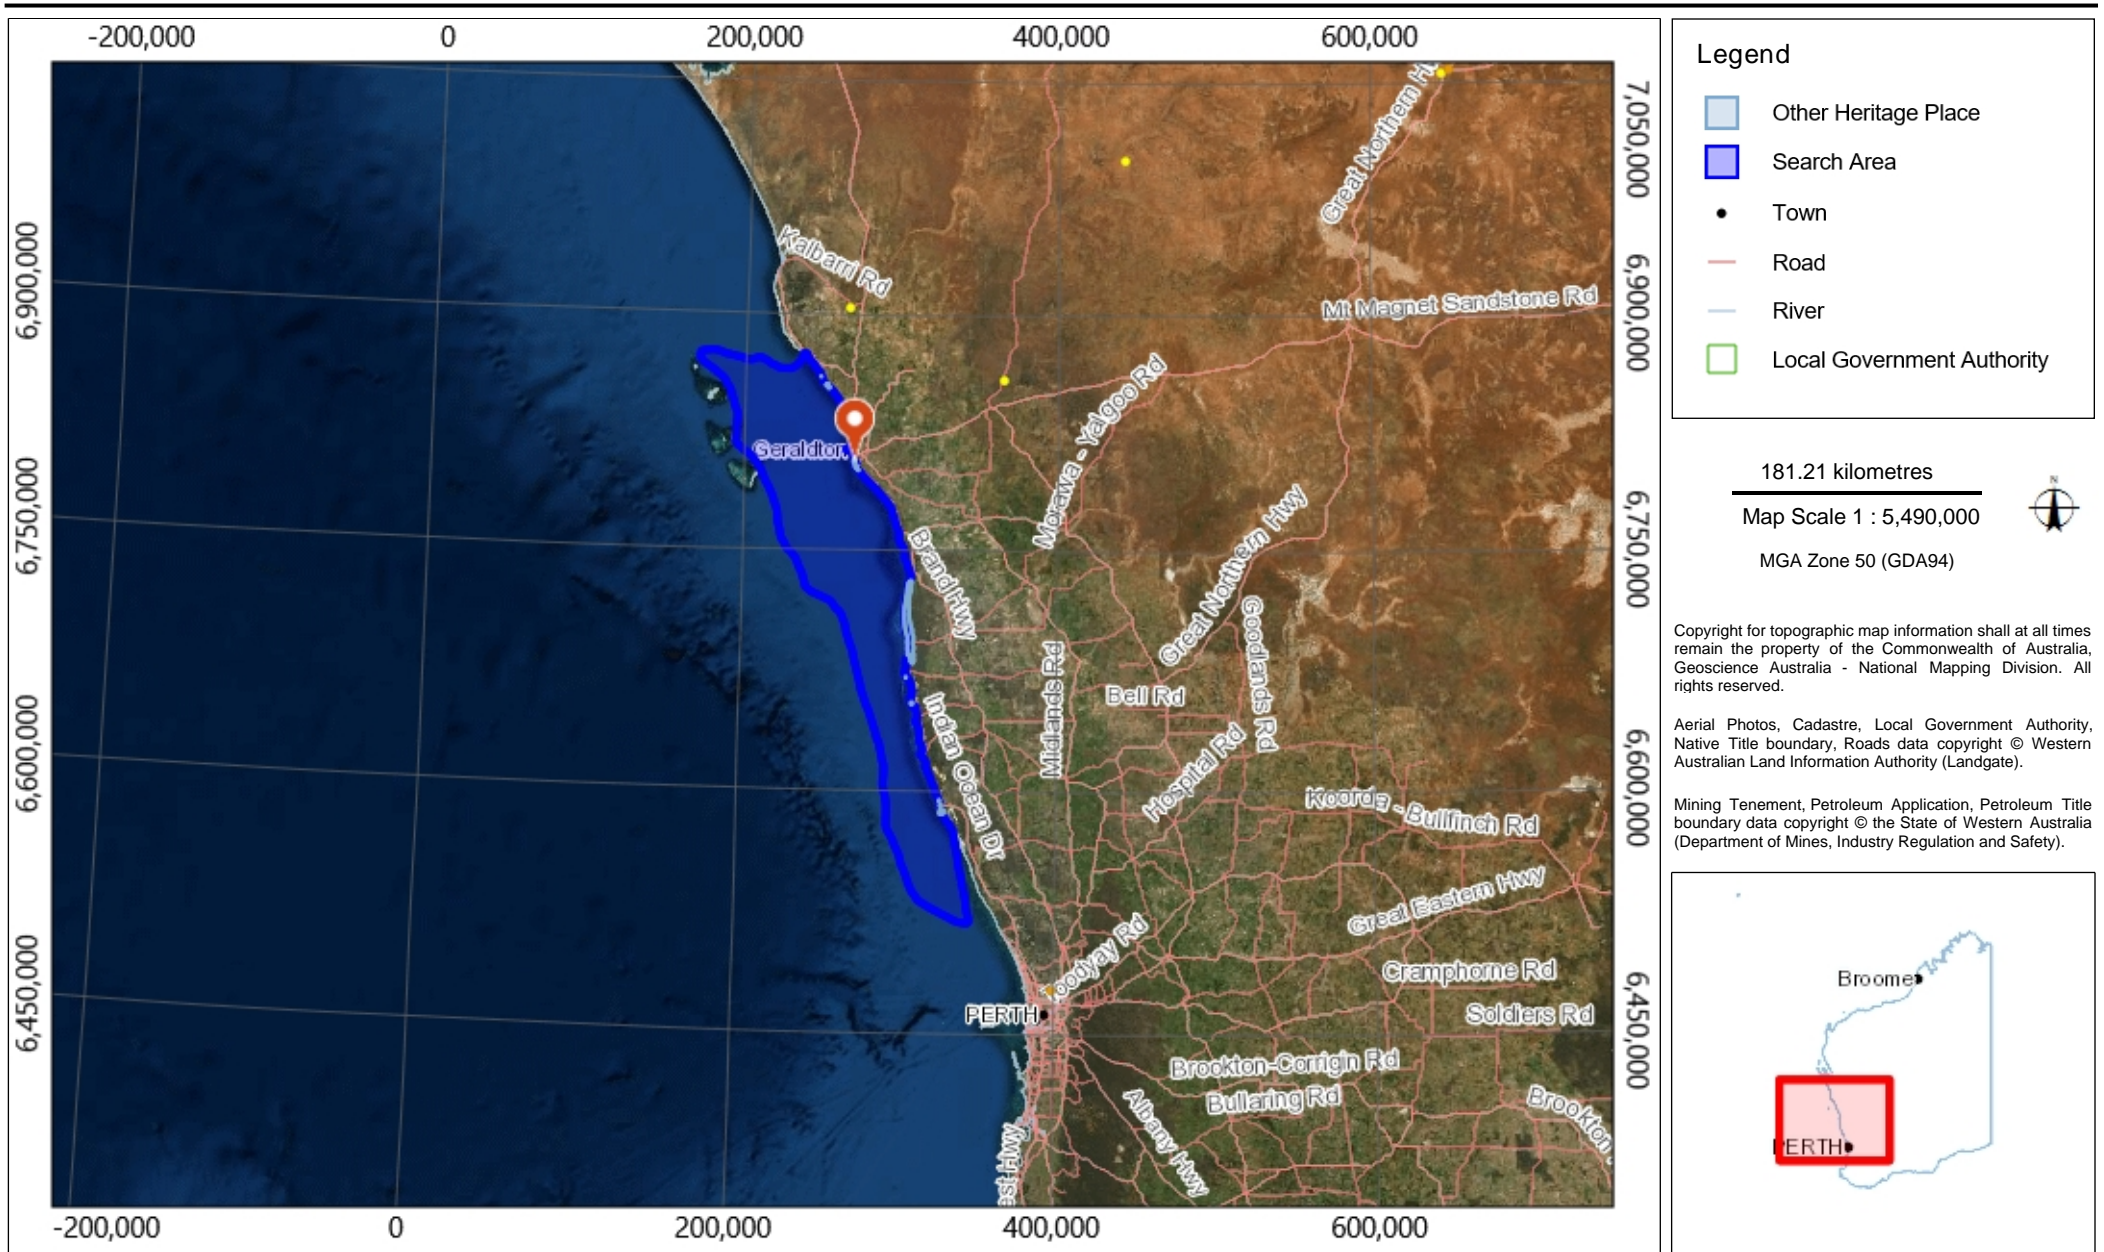 -200,000
0
200,000
400,000
600,000
7,050,000
6,900,000
6,750,000
6,600,000
6,450,000
6,900,000
6,750,000
6,600,000
6,450,000
-200,000
0
200,000
400,000
600,000
Great Northern H
Kalbarri Rd
Mt Magnet Sandstone Rd
Morawa - Yalgoo Rd
Geraldton
Brand Hwy
Great Northern Hwy
Goodlands Rd
Midlands Rd
Bell Rd
Indian Ocean Dr
Hospital Rd
Koorda - Bullfinch Rd
Great Eastern Hwy
Toodyay Rd
Cramphorne Rd
PERTH
Soldiers Rd
Brookton-Corrigin Rd
Bullaring Rd
Albany Hwy
Brookton
est Hwy
Legend
Other Heritage Place
Search Area
Town
Road
River
Local Government Authority
181.21 kilometres
Map Scale 1 : 5,490,000
MGA Zone 50 (GDA94)
N
Copyright for topographic map information shall at all times
remain the property of the Commonwealth of Australia,
Geoscience Australia - National Mapping Division. All
rights reserved.
Aerial Photos, Cadastre, Local Government Authority,
Native Title boundary, Roads data copyright © Western
Australian Land Information Authority (Landgate).
Mining Tenement, Petroleum Application, Petroleum Title
boundary data copyright © the State of Western Australia
(Department of Mines, Industry Regulation and Safety).
Broome
PERTH